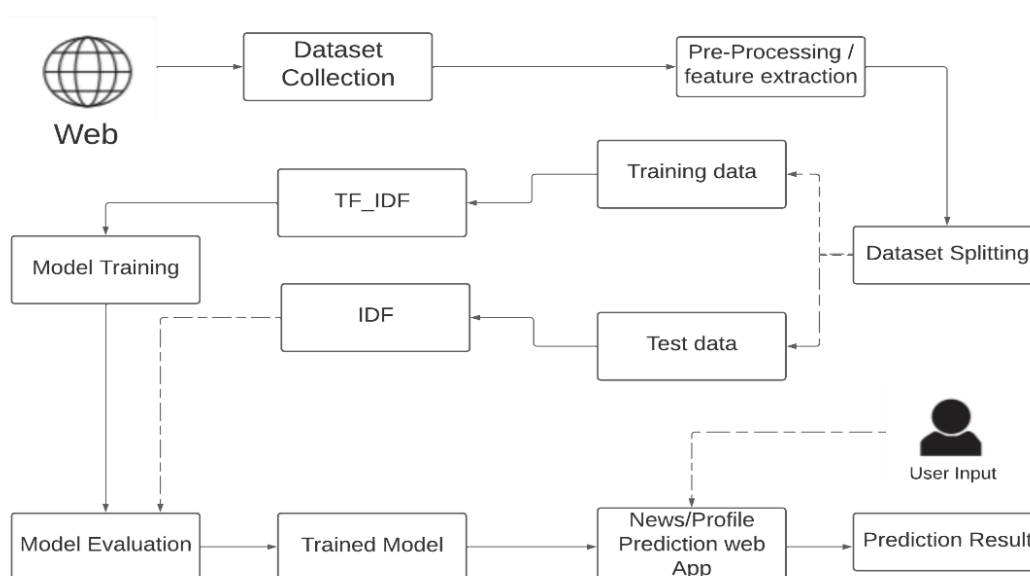 Web
Dataset
Collection
Pre-Processing /
feature extraction
Training data
TF_IDF
Dataset Splitting
Model Training
IDF
Test data
User Input
Model Evaluation
Trained Model
News/Profile
Prediction web
App
Prediction Result